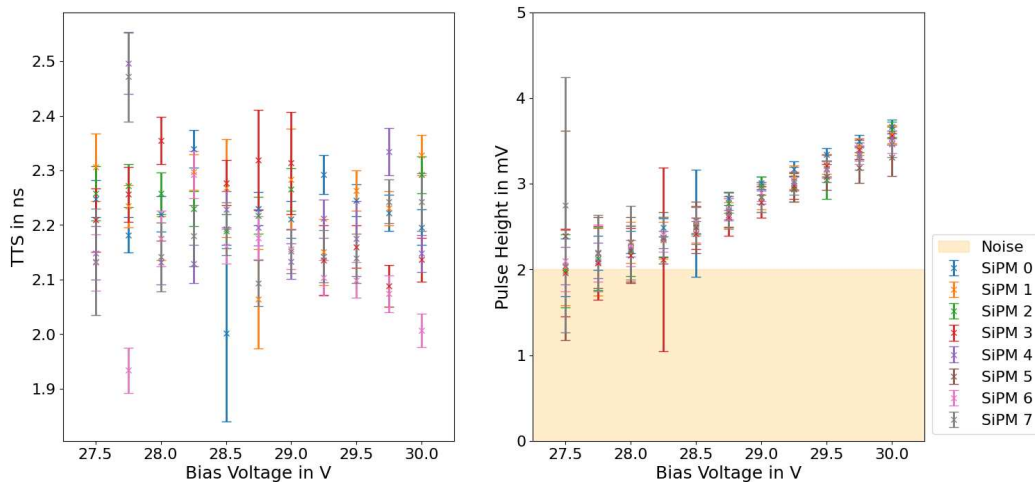 TTS in ns
2.5
2.4
2.3
2.2
2.1
2.0
1.9
27.5 28.0 28.5 29.0 29.5 30.0
Bias Voltage in V
Pulse Height in mV
5
4
3
2
1
0
27.5 28.0 28.5 29.0 29.5 30.0
Bias Voltage in V
Noise
SiPM 0
SiPM 1
SiPM 2
SiPM 3
SiPM 4
SiPM 5
SiPM 6
SiPM 7